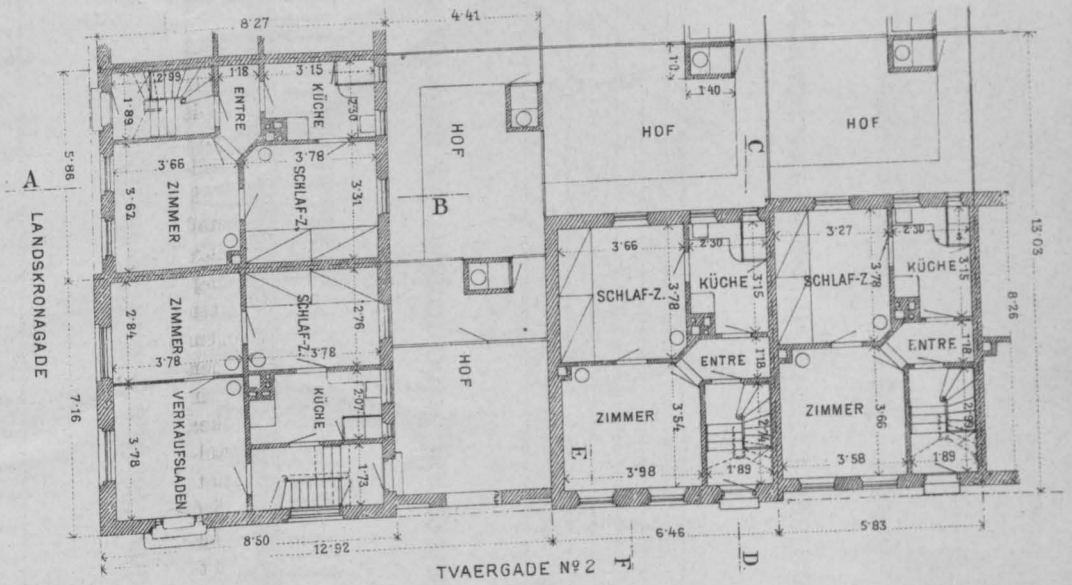 8·27
4·41
2·99
1·18
3·15
1·89
ENTRE
KÜCHE
2·30
HOF
1·0
1·40
HOF
HOF
C
5·86
A
3·66
3·78
ZIMMER
SCHLAF-Z.
3·62
3·31
B
LANDSKRONAGADE
13·03
3·66
2·30
3·27
2·30
SCHLAF-Z.
3·78
KÜCHE
3·15
SCHLAF-Z.
3·78
KÜCHE
3·15
8·26
2·84
ZIMMER
3·78
SCHLAF-Z.
2·76
3·78
HOF
ENTRE
1·18
ENTRE
1·18
7·16
VERKAUFSLADEN
3·78
KÜCHE
2·07
1·73
ZIMMER
3·54
3·98
E
2·74
1·89
ZIMMER
3·66
3·58
2·99
1·89
8·50
12·92
6·46
5·83
TVAERGADE Nº 2
F
D